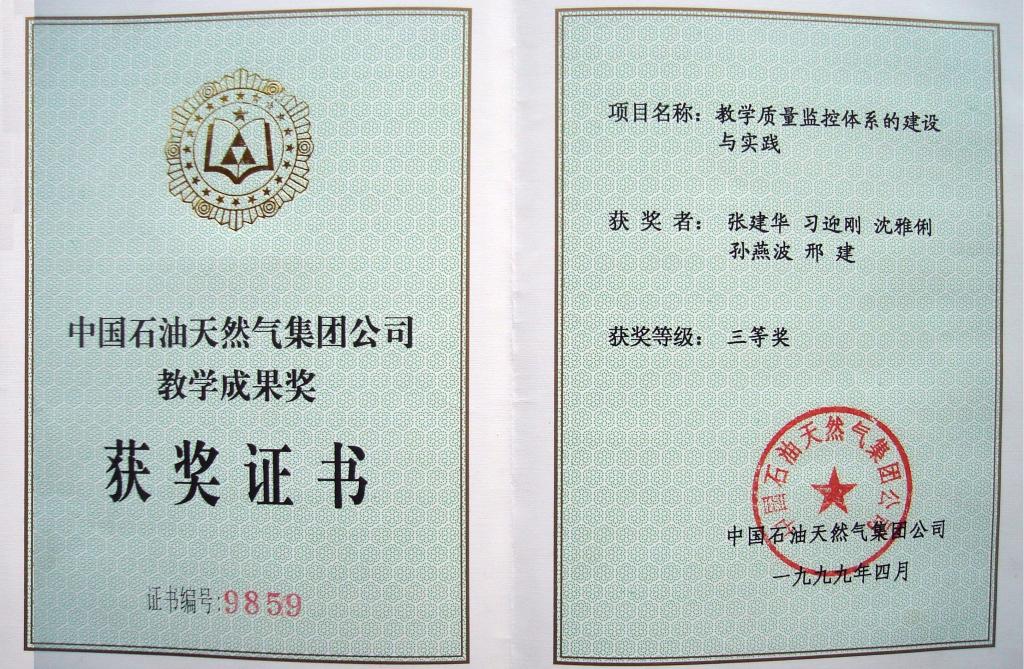 中国石油天然气集团公司
教学成果奖
获奖证书
证书编号:9859
项目名称：教学质量监控体系的建设
与实践
获奖者：张建华 习迎刚 沈雅俐
孙燕波 邢建
获奖等级：三等奖
中国石油天然气集团公司
中国石油天然气集团公司
一九九九年四月